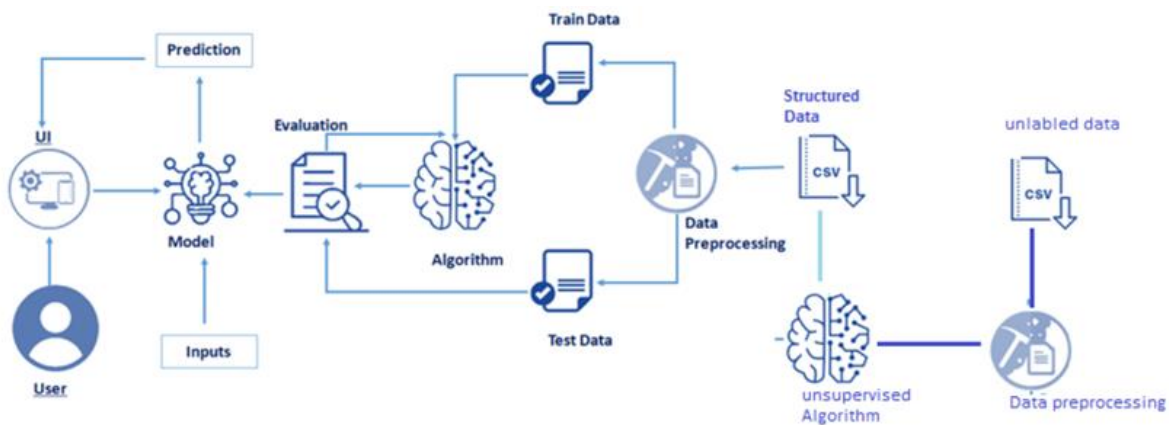 Train Data
Prediction
Structured
Data
unlabled data
Evaluation
UI
CSV
CSV
Model
Algorithm
Data
Preprocessing
Test Data
Inputs
User
unsupervised
Algorithm
Data preprocessing